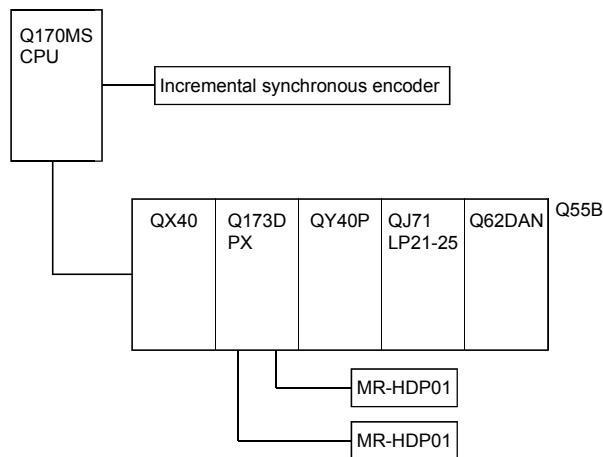 Q170MS
CPU
Incremental synchronous encoder
QX40
Q173D
PX
QY40P
QJ71
LP21-25
Q62DAN
Q55B
MR-HDP01
MR-HDP01